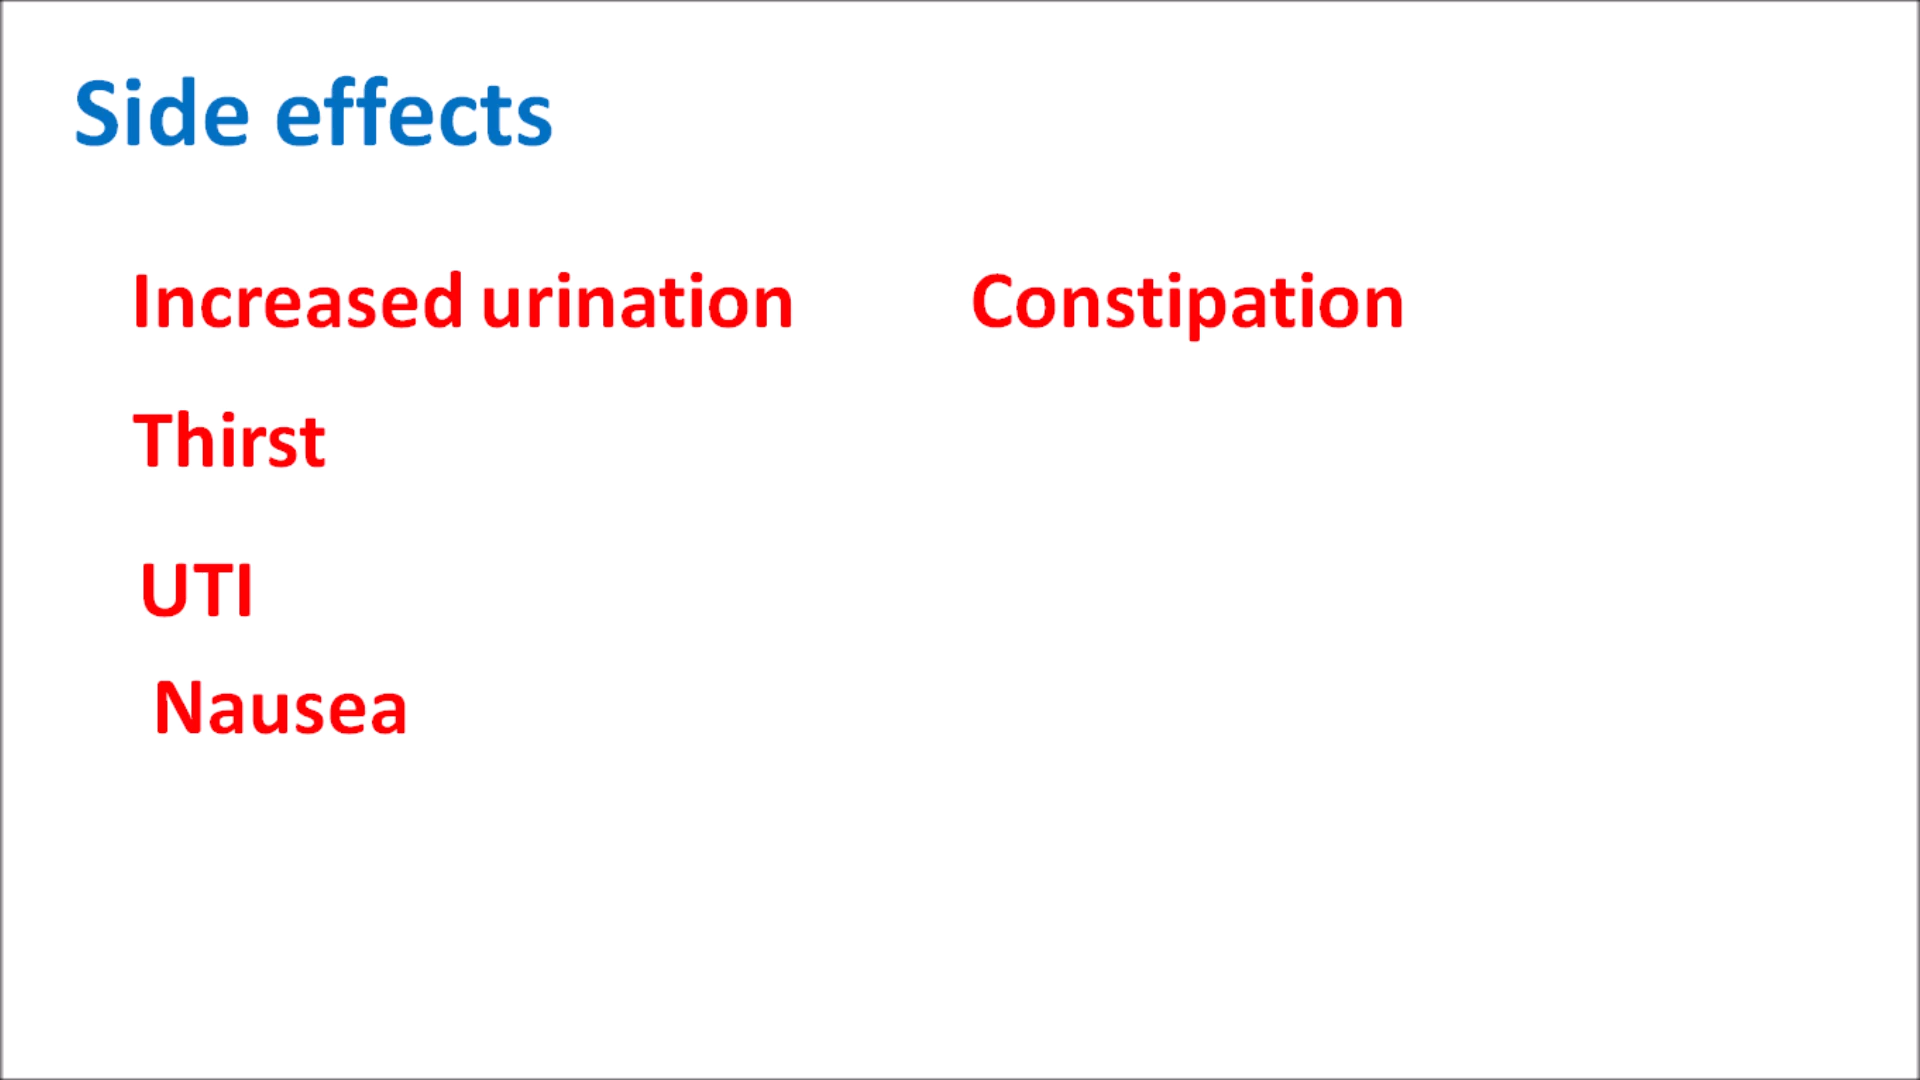 Side effects
Increased urination
Constipation
Thirst
UTI
Nausea